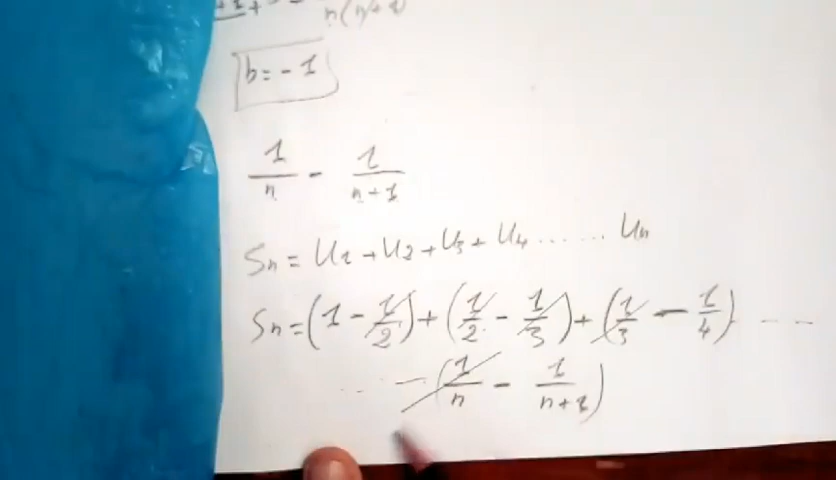 n(n+1)
b = - 1
1/n - 1/(n+1)
Sn = U1 + U2 + U3 + U4 ...... Un
Sn = (1 - 1/2) + (1/2 - 1/3) + (1/3 - 1/4) ....
.... (1/n - 1/(n+1))